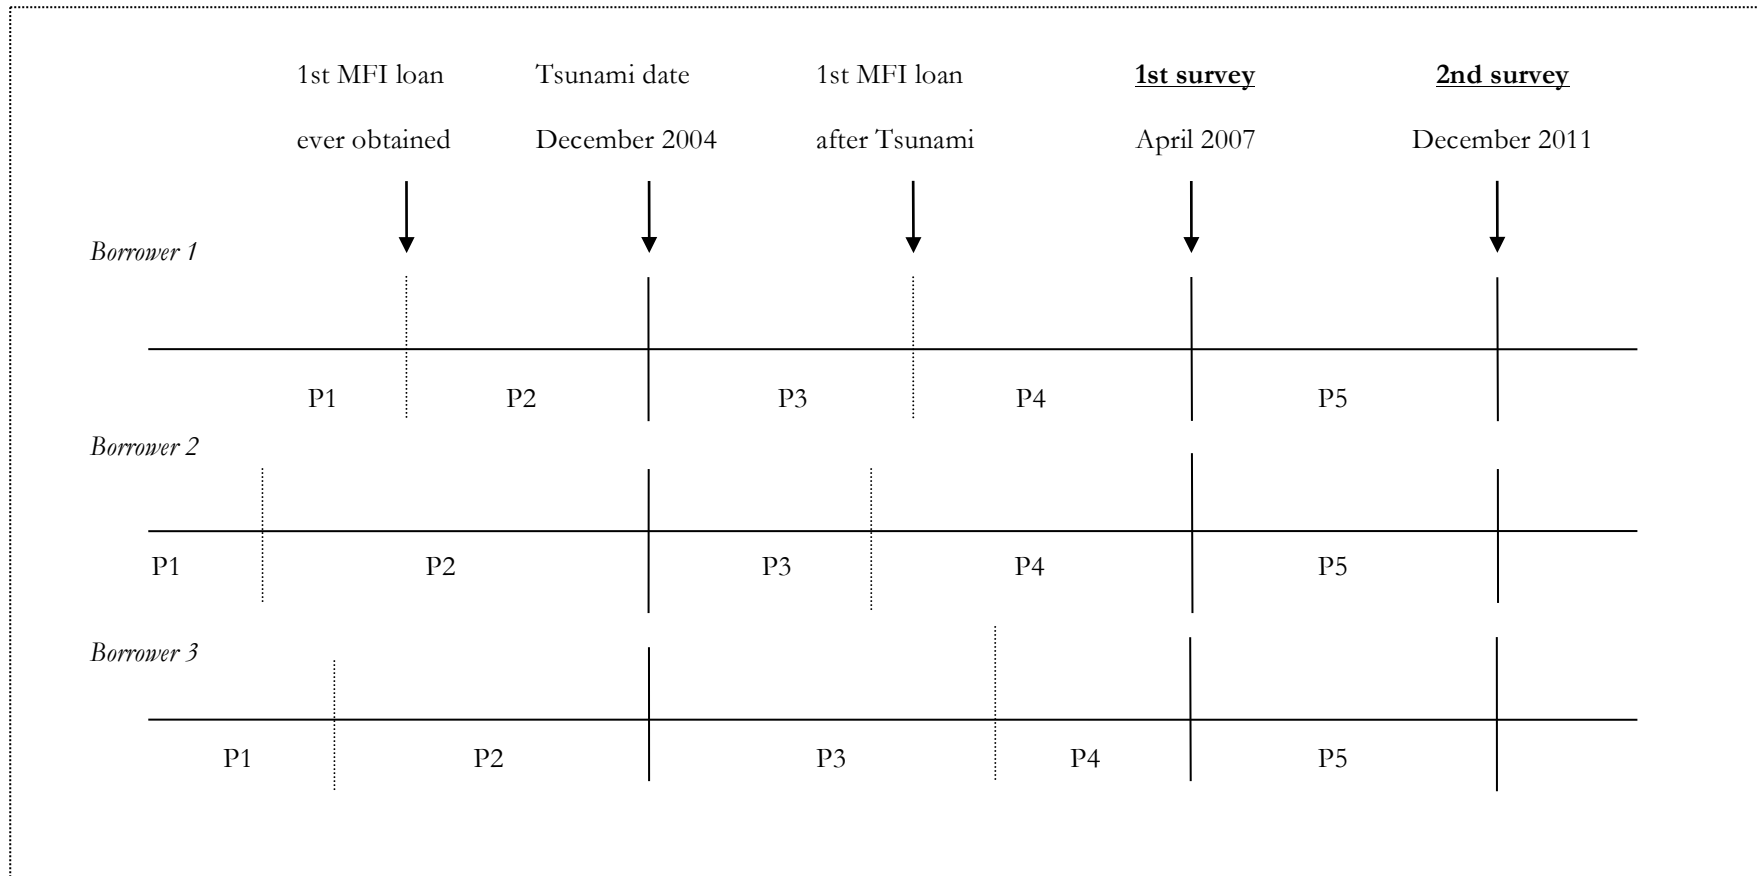 1st MFI loan Tsunami date 1st MFI loan 1st survey 2nd survey
ever obtained December 2004 after Tsunami April 2007 December 2011
Borrower 1
P1 P2 P3 P4 P5
Borrower 2
P1 P2 P3 P4 P5
Borrower 3
P1 P2 P3 P4 P5